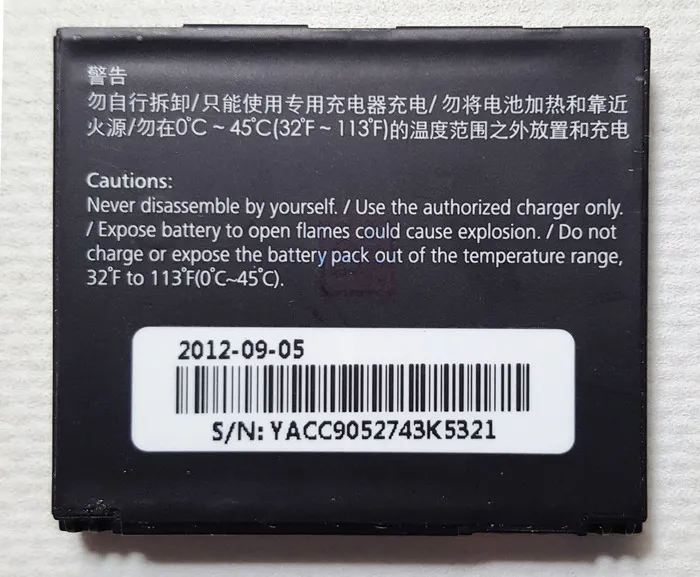 警告
勿自行拆卸/只能使用专用充电器充电/勿将电池加热和靠近
火源/勿在0°C ~ 45°C(32°F ~ 113°F)的温度范围之外放置和充电
Cautions:
Never disassemble by yourself. / Use the authorized charger only.
/ Expose battery to open flames could cause explosion. / Do not
charge or expose the battery pack out of the temperature range,
32°F to 113°F(0°C~45°C).
2012-09-05
S/N: YACC9052743K5321